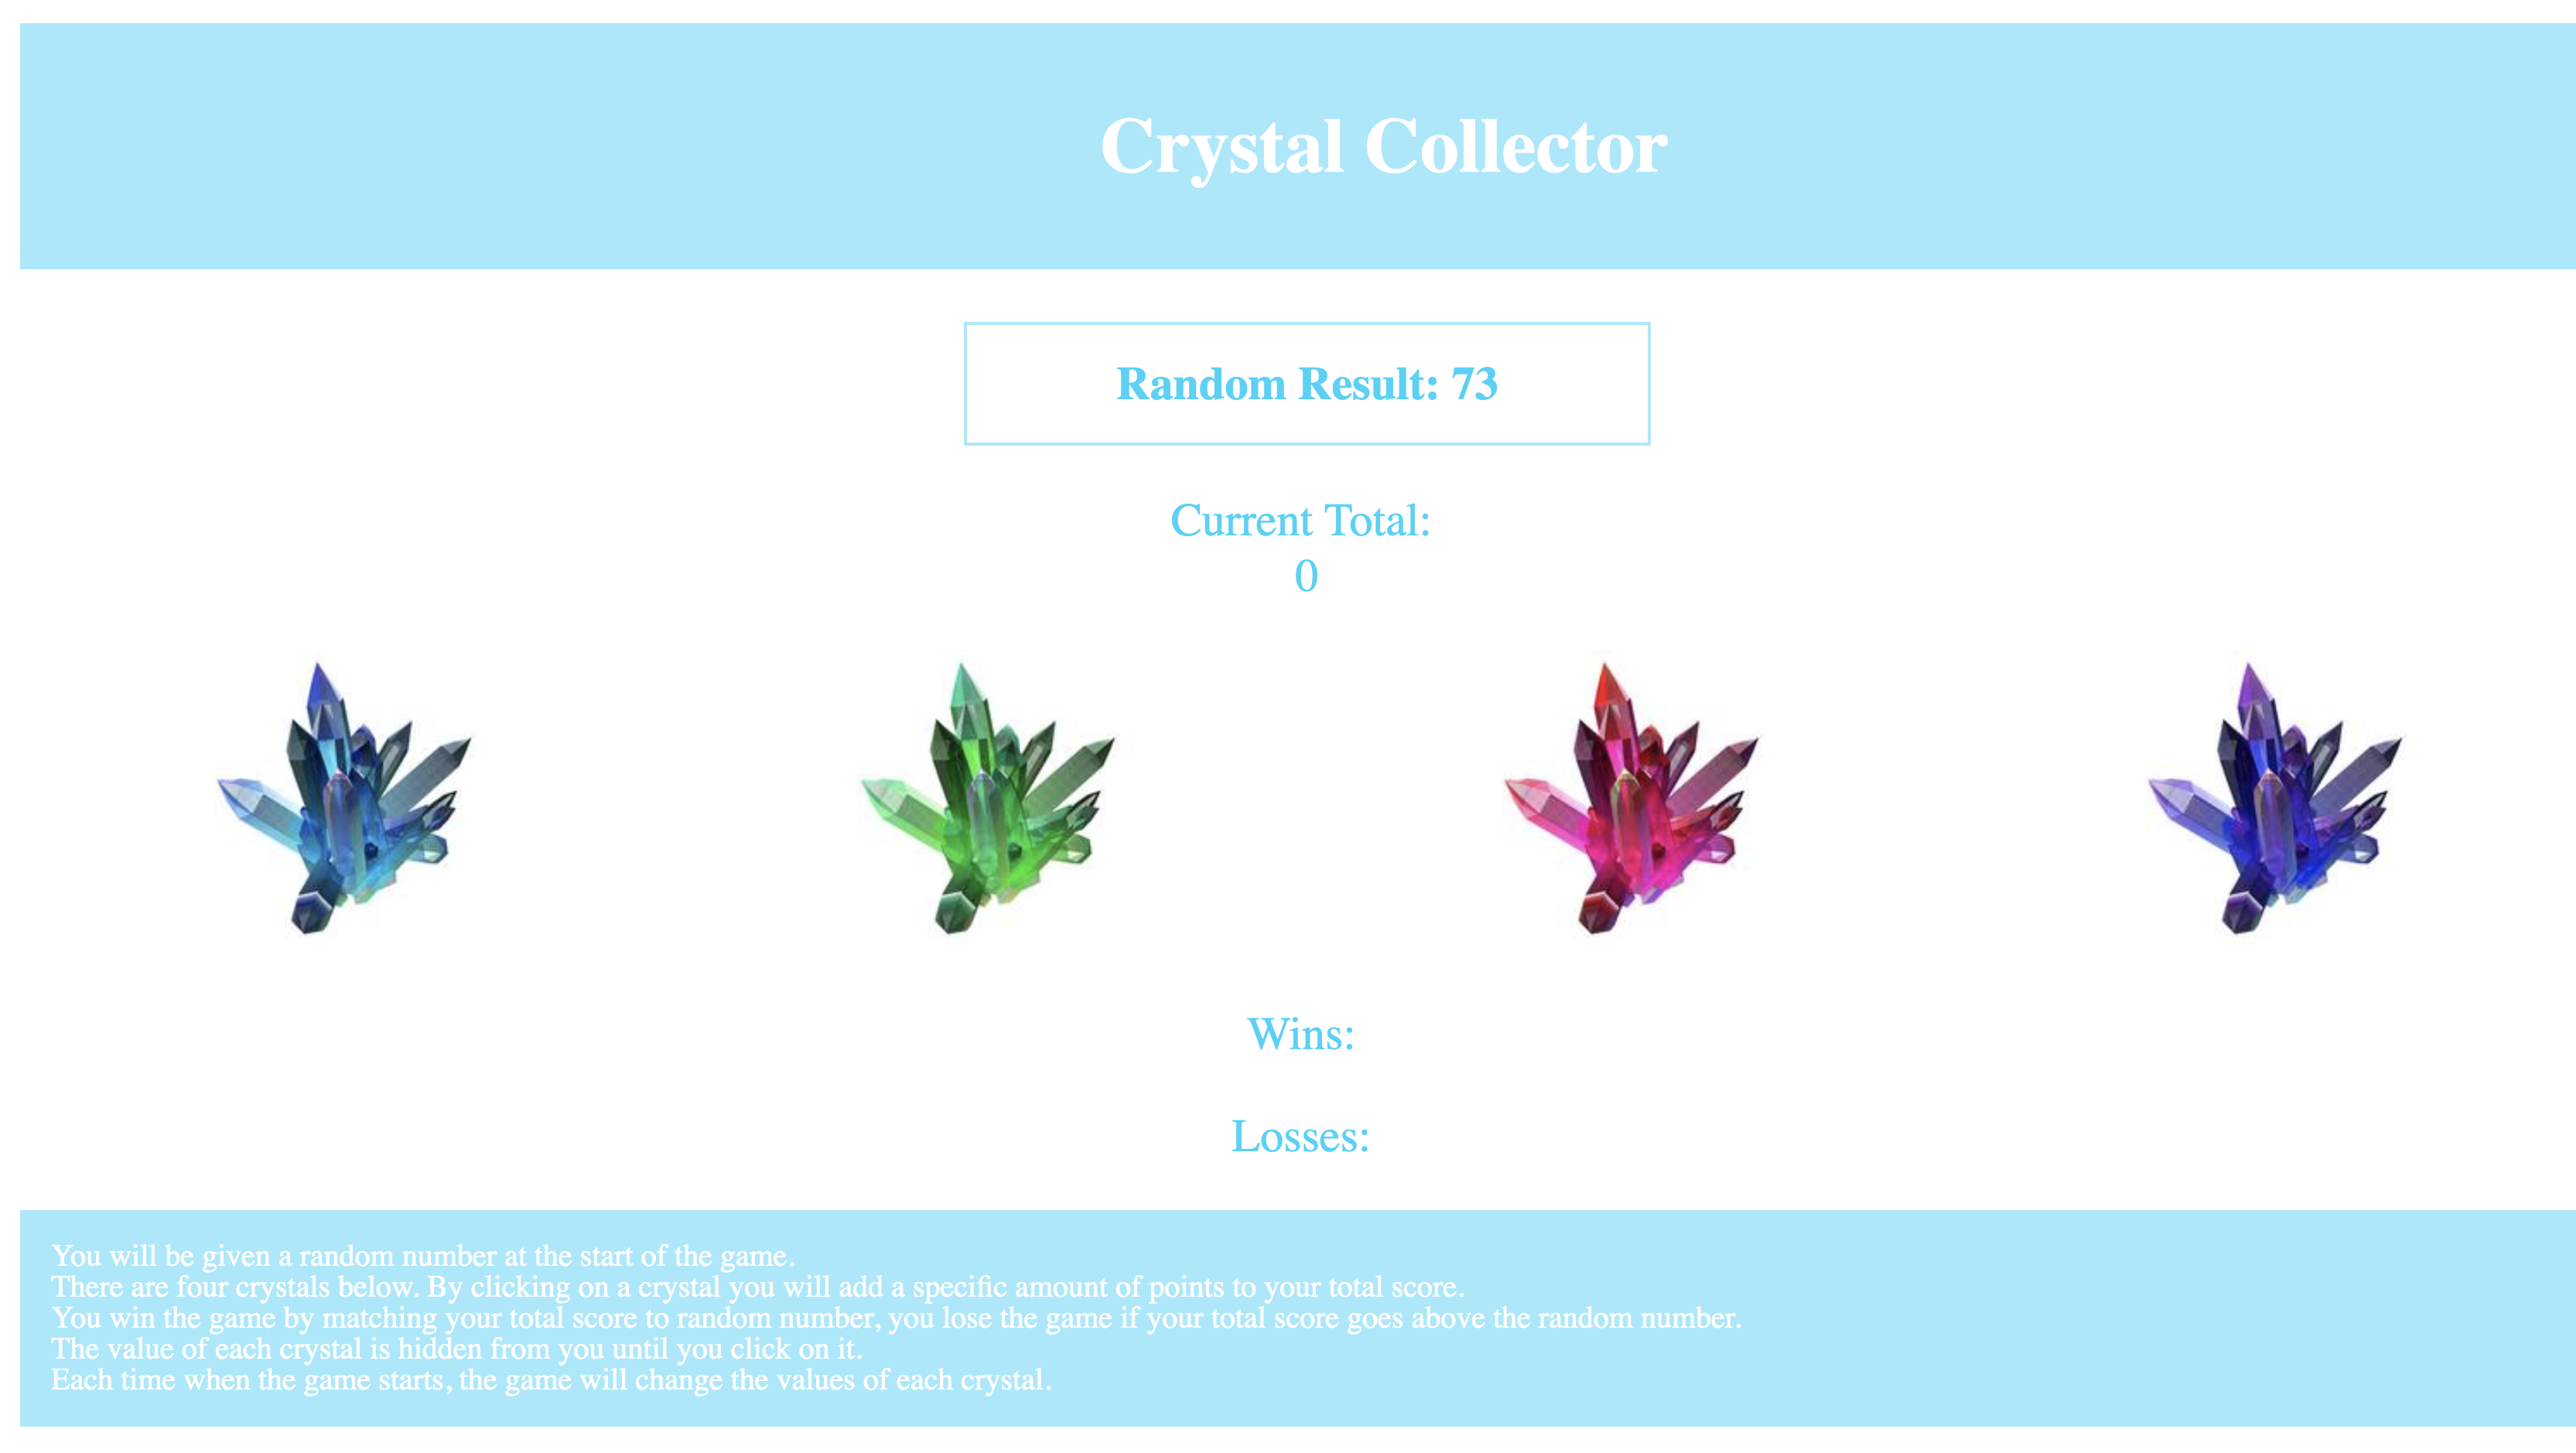 Crystal Collector
Random Result: 73
Current Total:
0
Wins:
Losses:
You will be given a random number at the start of the game.
There are four crystals below. By clicking on a crystal you will add a specific amount of points to your total score.
You win the game by matching your total score to random number, you lose the game if your total score goes above the random number.
The value of each crystal is hidden from you until you click on it.
Each time when the game starts, the game will change the values of each crystal.